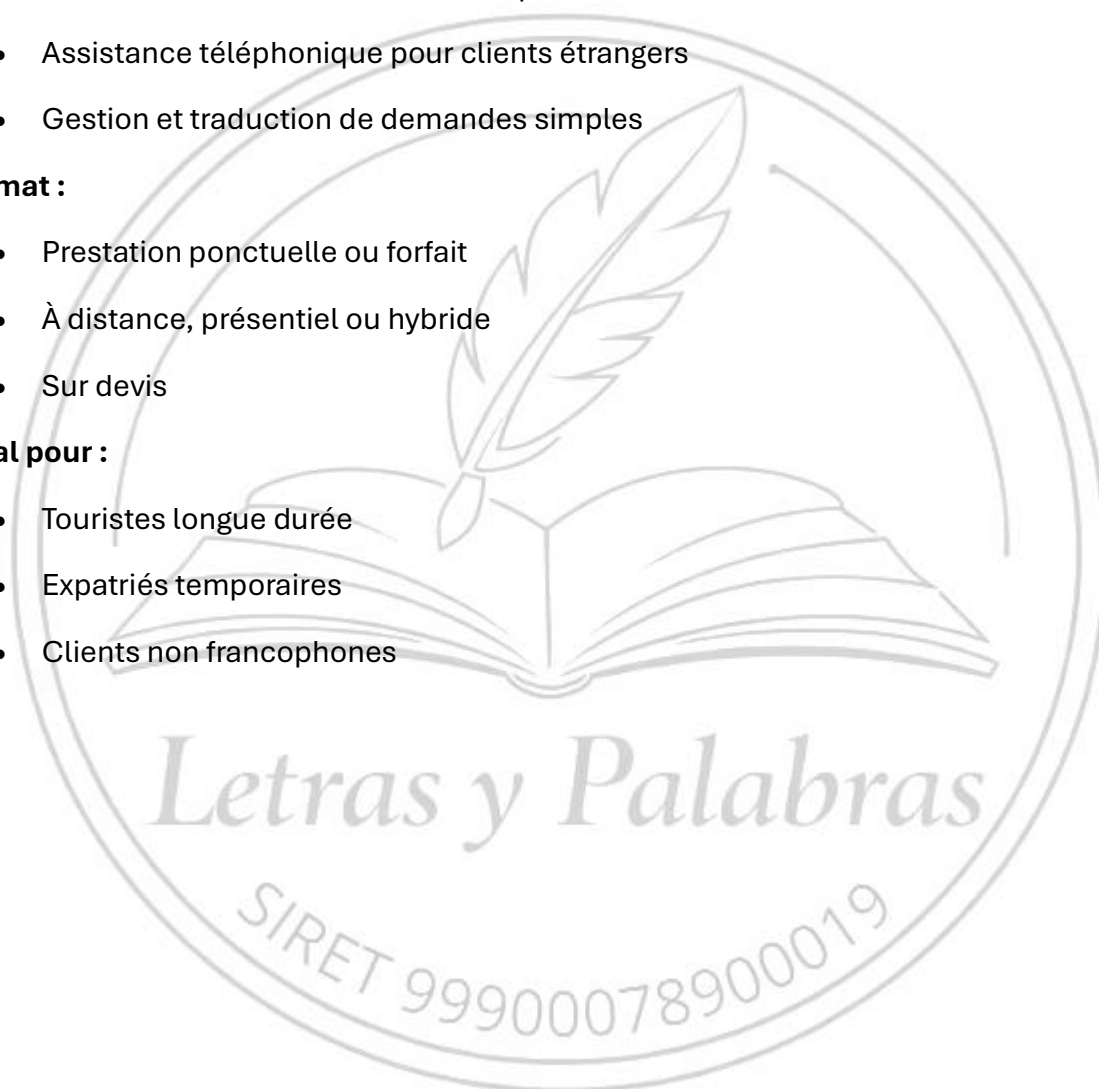 • Assistance téléphonique pour clients étrangers
• Gestion et traduction de demandes simples
mat :
• Prestation ponctuelle ou forfait
• À distance, présentiel ou hybride
• Sur devis
al pour :
• Touristes longue durée
• Expatriés temporaires
• Clients non francophones
Letras y Palabras
SIRET 99900078900019